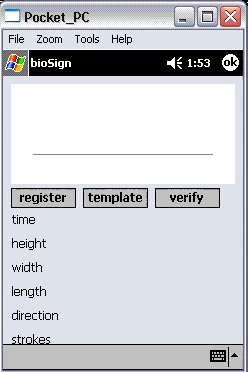 Pocket_PC
File Zoom Tools Help
bioSign 1:53 ok
register template verify
time
height
width
length
direction
strokes